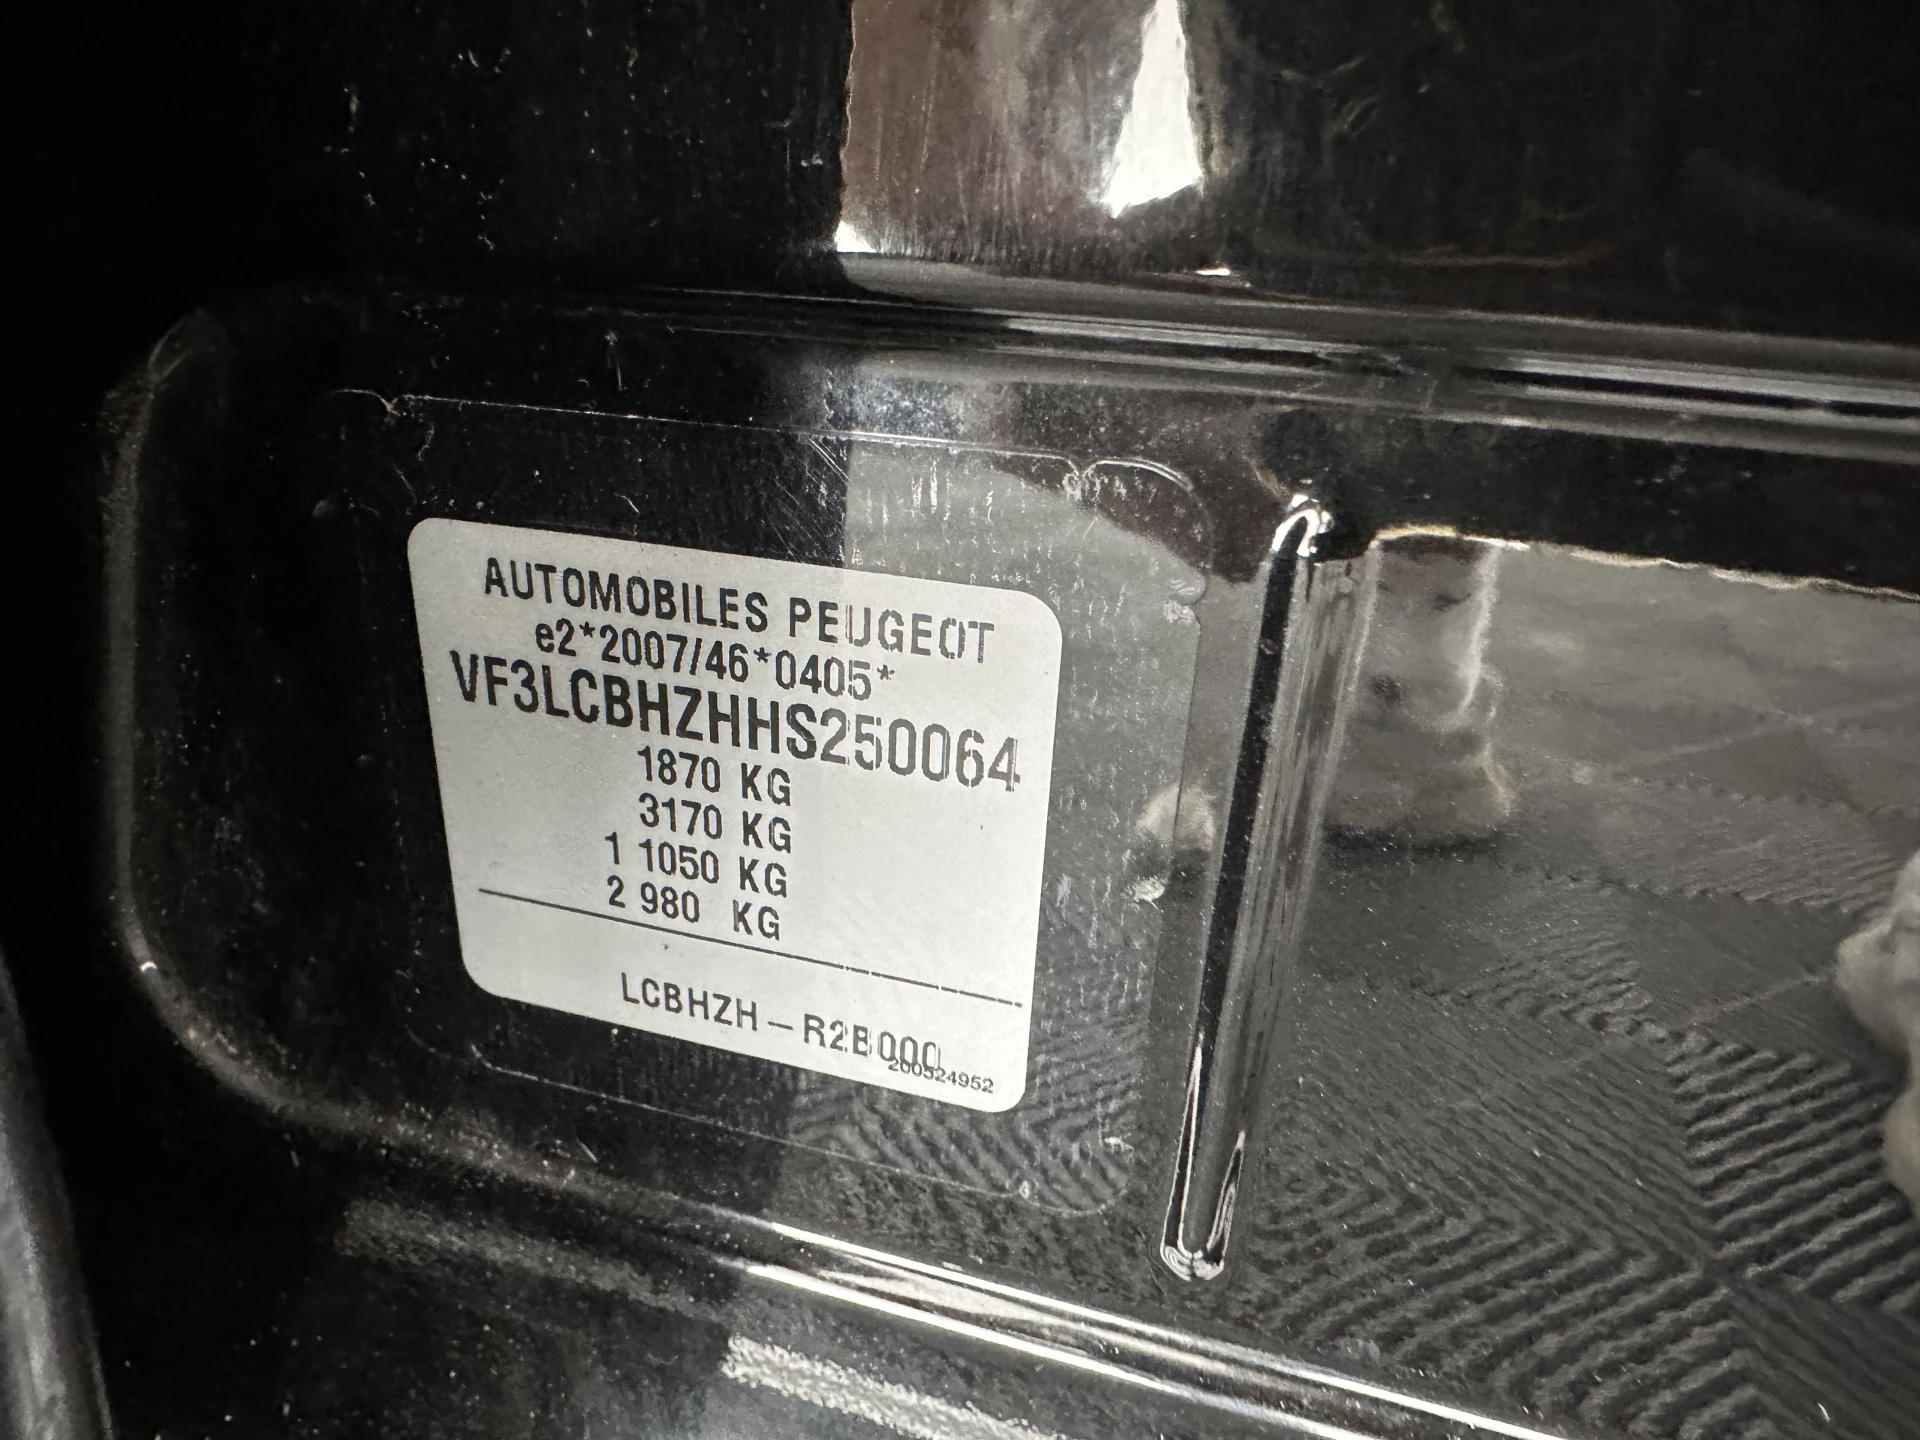 AUTOMOBILES PEUGEOT
e2*2007/46*0405*
VF3LCBHZHHS250064
1870 KG
3170 KG
1 1050 KG
2 980 KG
LCBHZH – R2B000
200524952